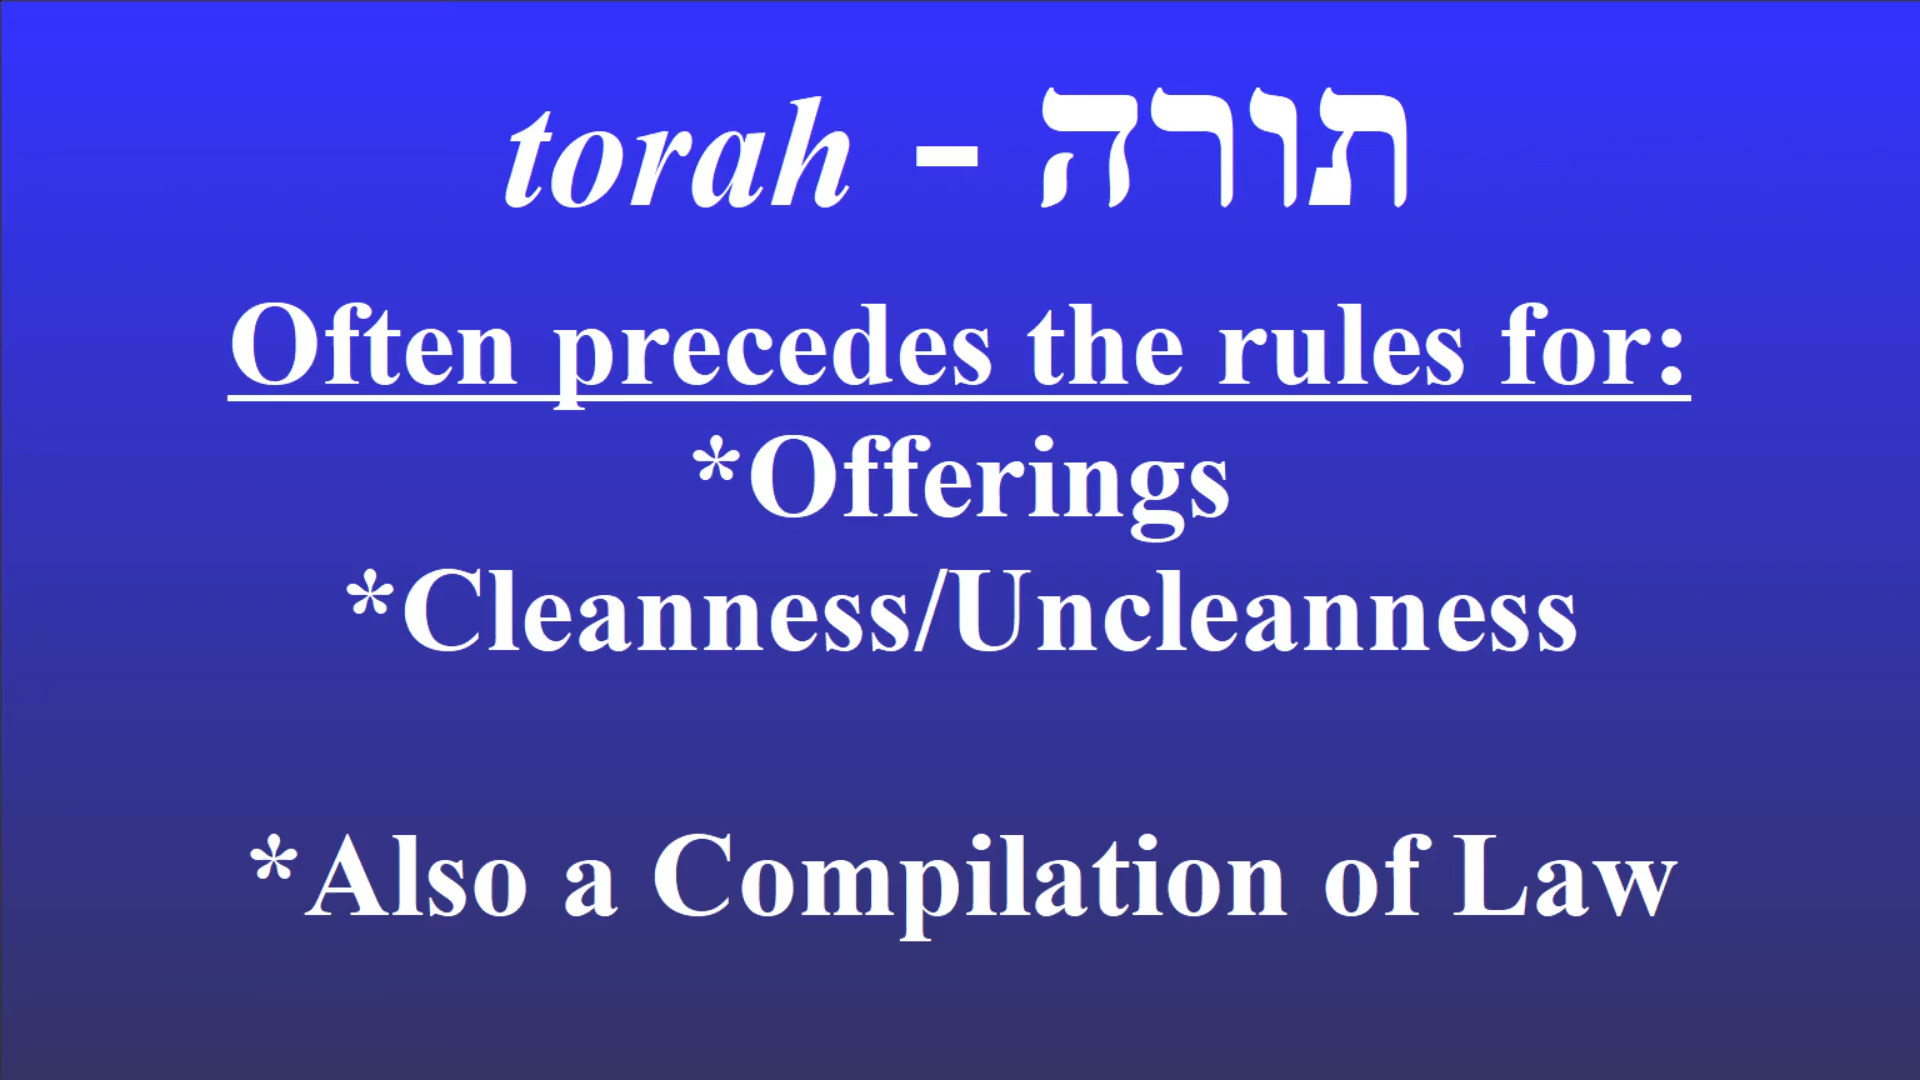 torah - תורה
Often precedes the rules for:
*Offerings
*Cleanness/Uncleanness
*Also a Compilation of Law